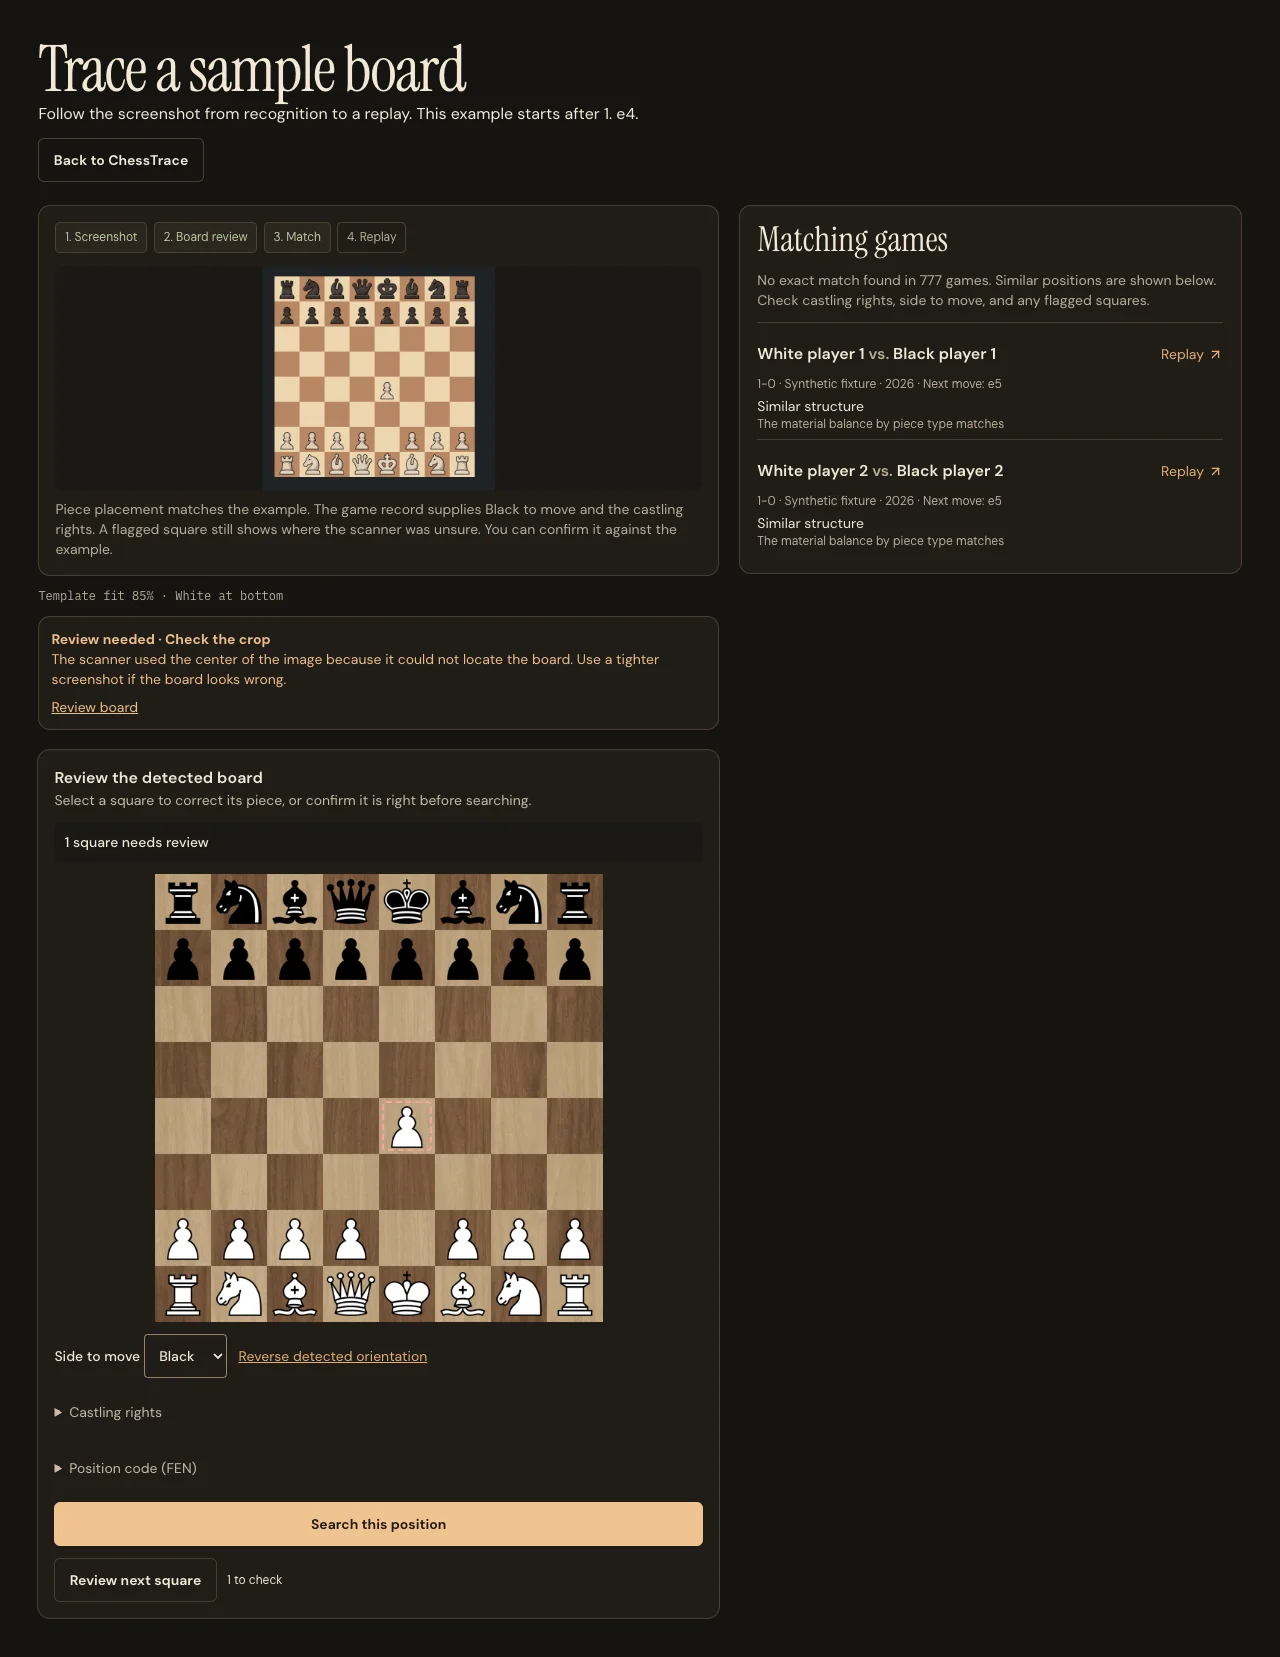 Trace a sample board
Follow the screenshot from recognition to a replay. This example starts after 1. e4.
Back to ChessTrace
1. Screenshot
2. Board review
3. Match
4. Replay
Piece placement matches the example. The game record supplies Black to move and the castling
rights. A flagged square still shows where the scanner was unsure. You can confirm it against the
example.
Template fit 85% · White at bottom
Review needed · Check the crop
The scanner used the center of the image because it could not locate the board. Use a tighter
screenshot if the board looks wrong.
Review board
Review the detected board
Select a square to correct its piece, or confirm it is right before searching.
1 square needs review
Side to move Black Reverse detected orientation
Castling rights
Position code (FEN)
Search this position
Review next square 1 to check
Matching games
No exact match found in 777 games. Similar positions are shown below.
Check castling rights, side to move, and any flagged squares.
White player 1 vs. Black player 1 Replay ↗
1-0 · Synthetic fixture · 2026 · Next move: e5
Similar structure
The material balance by piece type matches
White player 2 vs. Black player 2 Replay ↗
1-0 · Synthetic fixture · 2026 · Next move: e5
Similar structure
The material balance by piece type matches